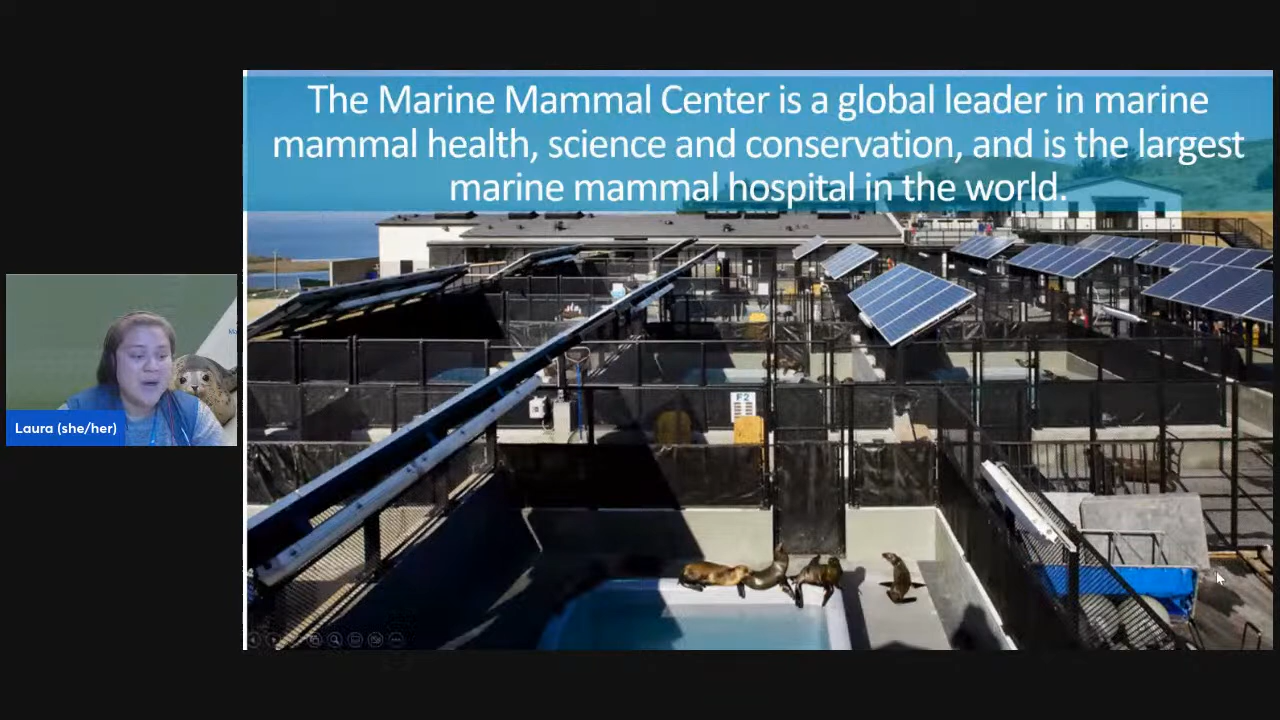 The Marine Mammal Center is a global leader in marine
mammal health, science and conservation, and is the largest
marine mammal hospital in the world.
F2
Laura (she/her)